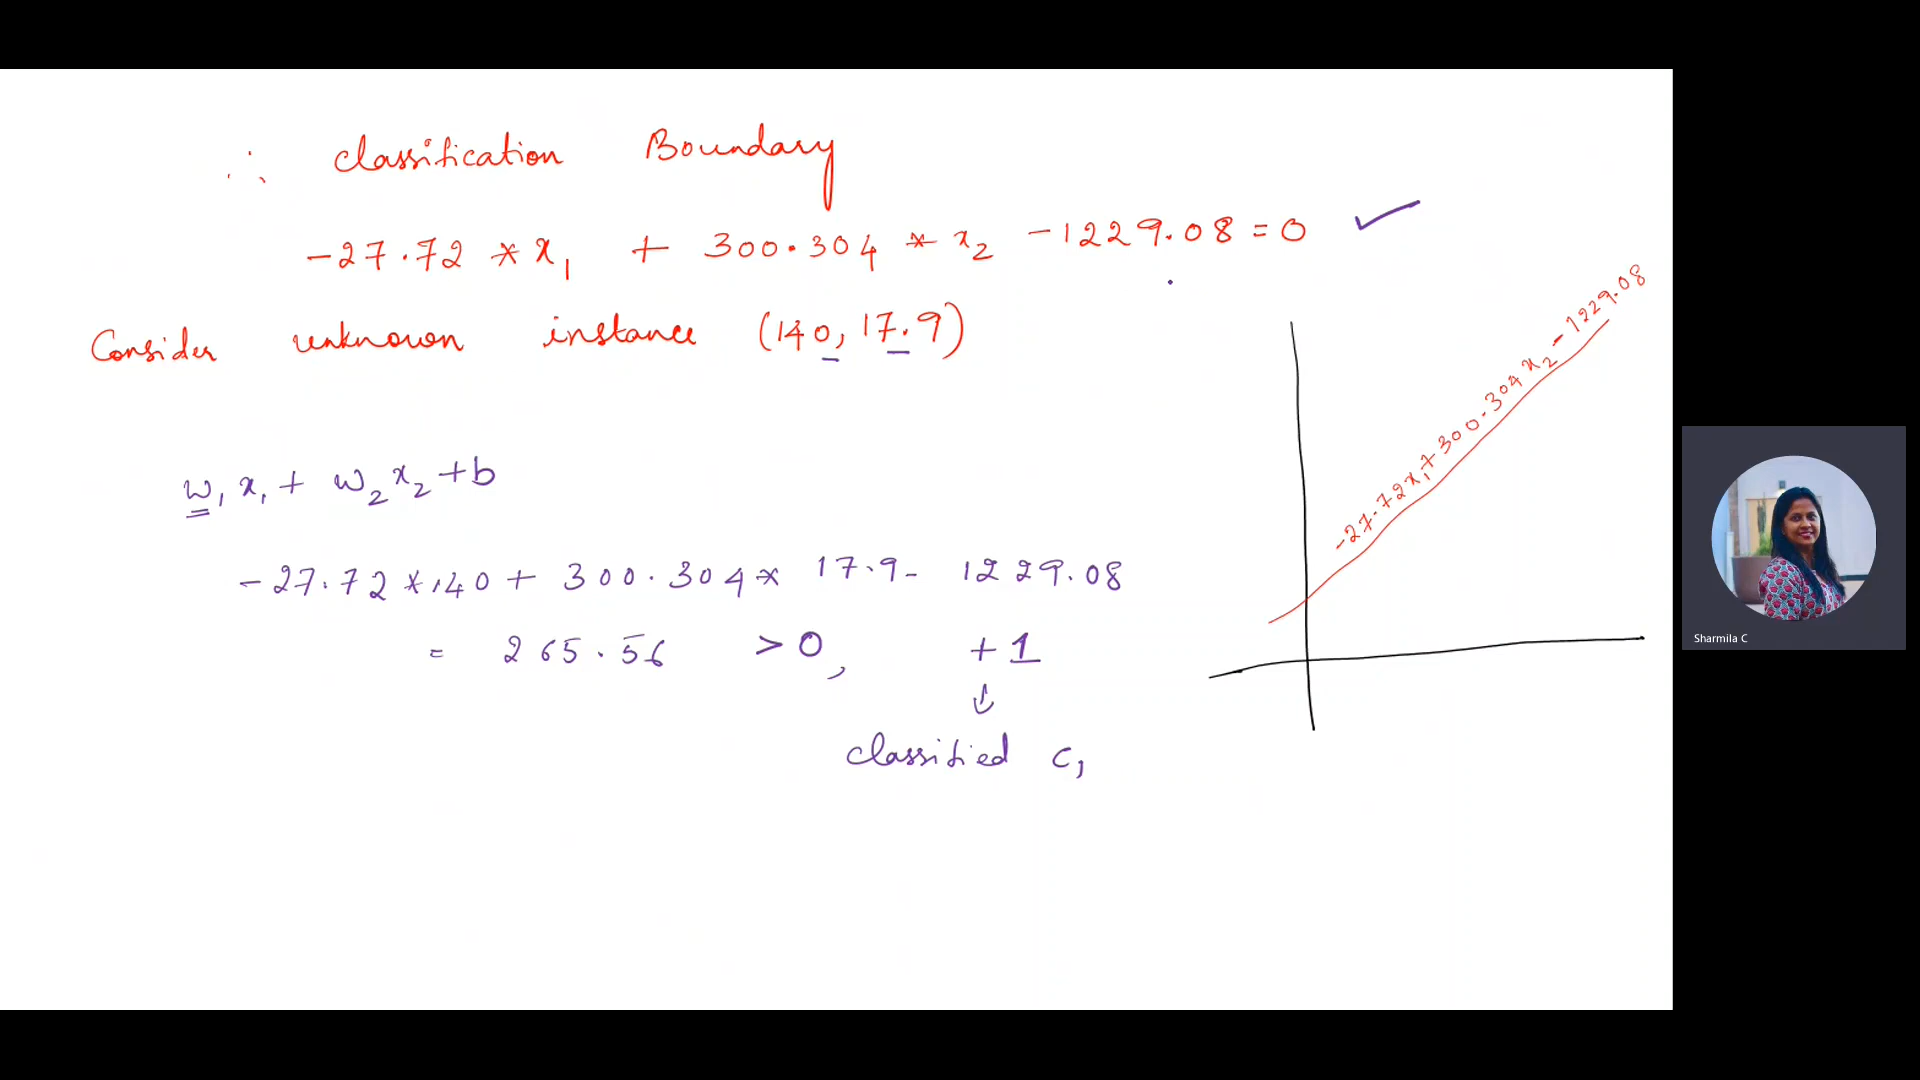 ∴ classification Boundary
-27.72 * x₁ + 300.304 * x₂ -1229.08 = 0 ✓
Consider unknown instance (140, 17.9)
-27.72x₁ + 300.304x₂ - 1229.08
w₁x₁ + w₂x₂ + b
-27.72 * 140 + 300.304 * 17.9 - 1229.08
= 265.56 > 0, +1
↓
classified C₁
Sharmila C